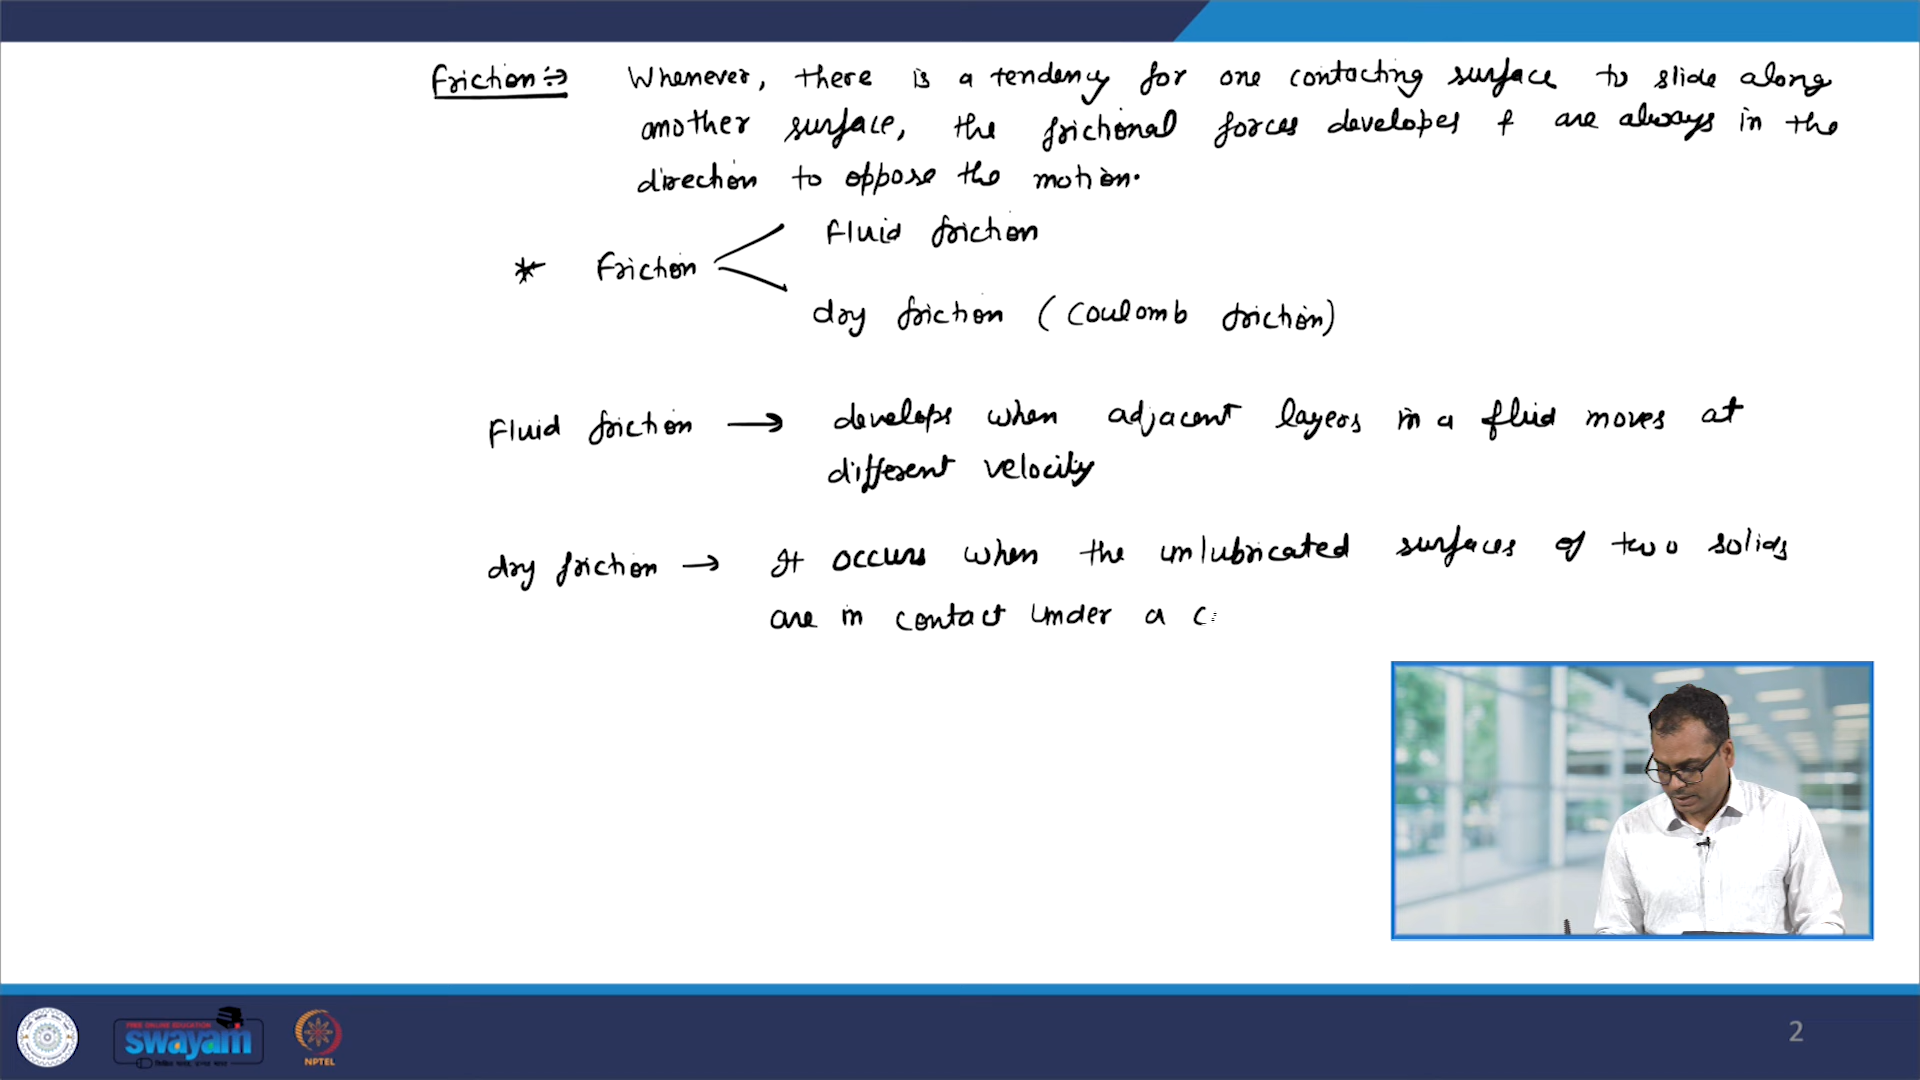 Friction :→ Whenever, there is a tendency for one contacting surface to slide along
another surface, the frictional forces developes & are always in the
direction to oppose the motion.
Fluid friction
* Friction
dry friction (Coulomb friction)
Fluid friction → develops when adjacent layers in a fluid moves at
different velocity
dry friction → It occurs when the unlubricated surfaces of two solids
are in contact under a c
FREE ONLINE EDUCATION
swayam
NPTEL
2